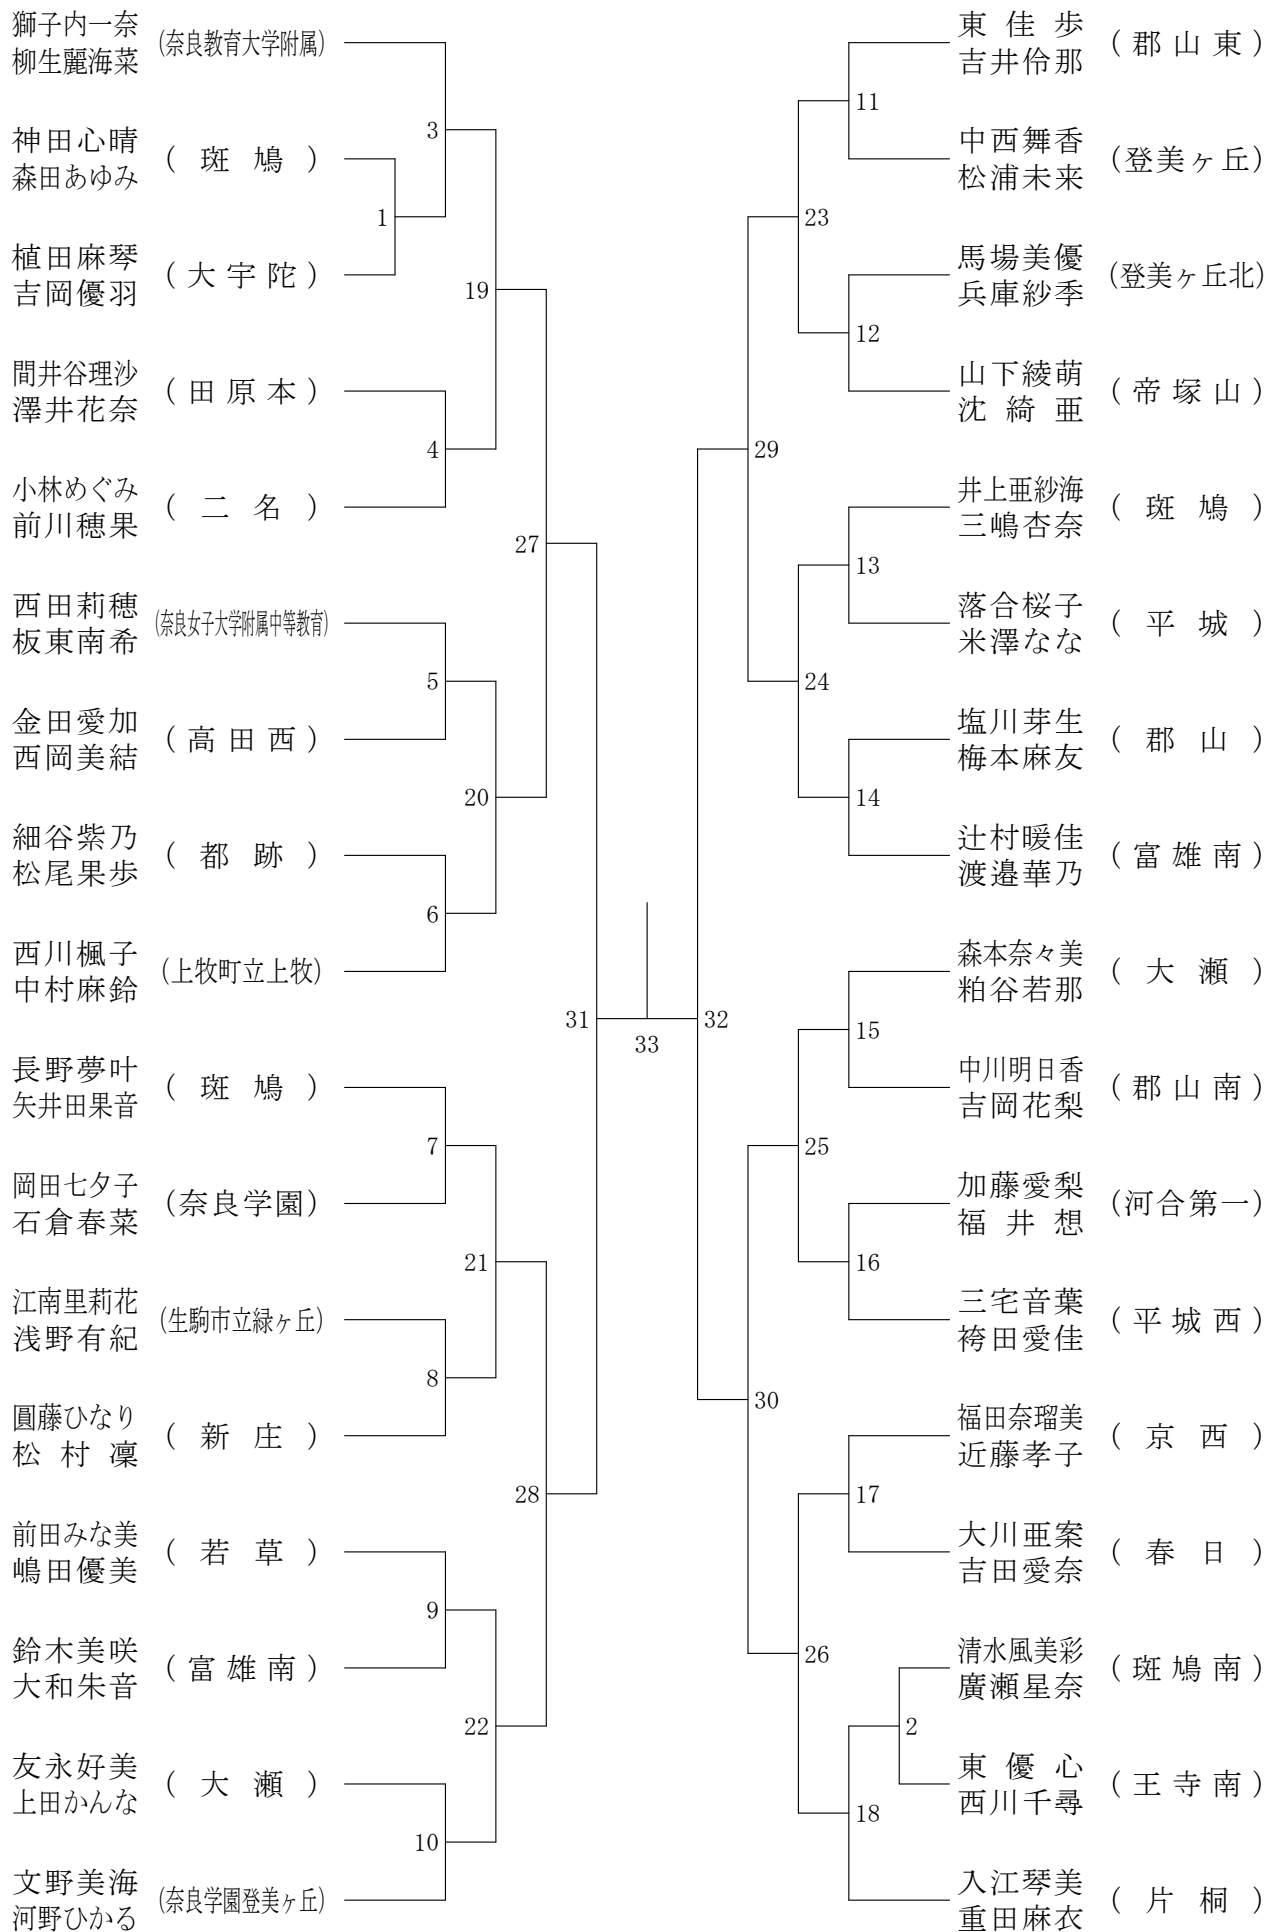 獅子内一奈
柳生麗海菜
(奈良教育大学附属)
神田心晴
森田あゆみ
(斑鳩)
植田麻琴
吉岡優羽
(大宇陀)
間井谷理沙
澤井花奈
(田原本)
小林めぐみ
前川穂果
(二名)
西田莉穂
板東南希
(奈良女子大学附属中等教育)
金田愛加
西岡美結
(高田西)
細谷紫乃
松尾果歩
(都跡)
西川楓子
中村麻鈴
(上牧町立上牧)
長野夢叶
矢井田果音
(斑鳩)
岡田七夕子
石倉春菜
(奈良学園)
江南里莉花
浅野有紀
(生駒市立緑ヶ丘)
圓藤ひなり
松村凜
(新庄)
前田みな美
嶋田優美
(若草)
鈴木美咲
大和朱音
(富雄南)
友永好美
上田かんな
(大瀬)
文野美海
河野ひかる
(奈良学園登美ヶ丘)
1
3
4
5
6
7
8
9
10
19
20
21
22
27
28
31
33
32
29
30
23
24
25
26
11
12
13
14
15
16
17
18
2
東佳歩
吉井伶那
(郡山東)
中西舞香
松浦未来
(登美ヶ丘)
馬場美優
兵庫紗季
(登美ヶ丘北)
山下綾萌
沈綺亜
(帝塚山)
井上亜紗海
三嶋杏奈
(斑鳩)
落合桜子
米澤なな
(平城)
塩川芽生
梅本麻友
(郡山)
辻村暖佳
渡邉華乃
(富雄南)
森本奈々美
粕谷若那
(大瀬)
中川明日香
吉岡花梨
(郡山南)
加藤愛梨
福井想
(河合第一)
三宅音葉
袴田愛佳
(平城西)
福田奈瑠美
近藤孝子
(京西)
大川亜案
吉田愛奈
(春日)
清水風美彩
廣瀬星奈
(斑鳩南)
東優心
西川千尋
(王寺南)
入江琴美
重田麻衣
(片桐)